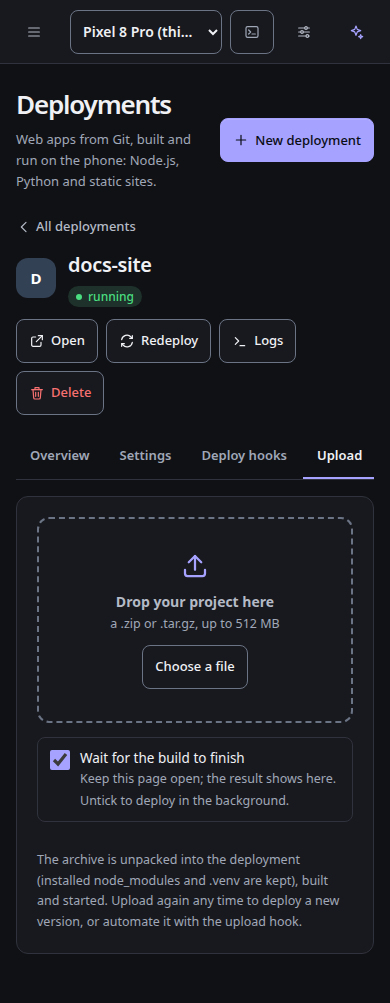 Pixel 8 Pro (thi...
Deployments
Web apps from Git, built and
run on the phone: Node.js,
Python and static sites.
New deployment
All deployments
D
docs-site
running
Open
Redeploy
Logs
Delete
Overview
Settings
Deploy hooks
Upload
Drop your project here
a .zip or .tar.gz, up to 512 MB
Choose a file
Wait for the build to finish
Keep this page open; the result shows here.
Untick to deploy in the background.
The archive is unpacked into the deployment
(installed node_modules and .venv are kept), built
and started. Upload again any time to deploy a new
version, or automate it with the upload hook.